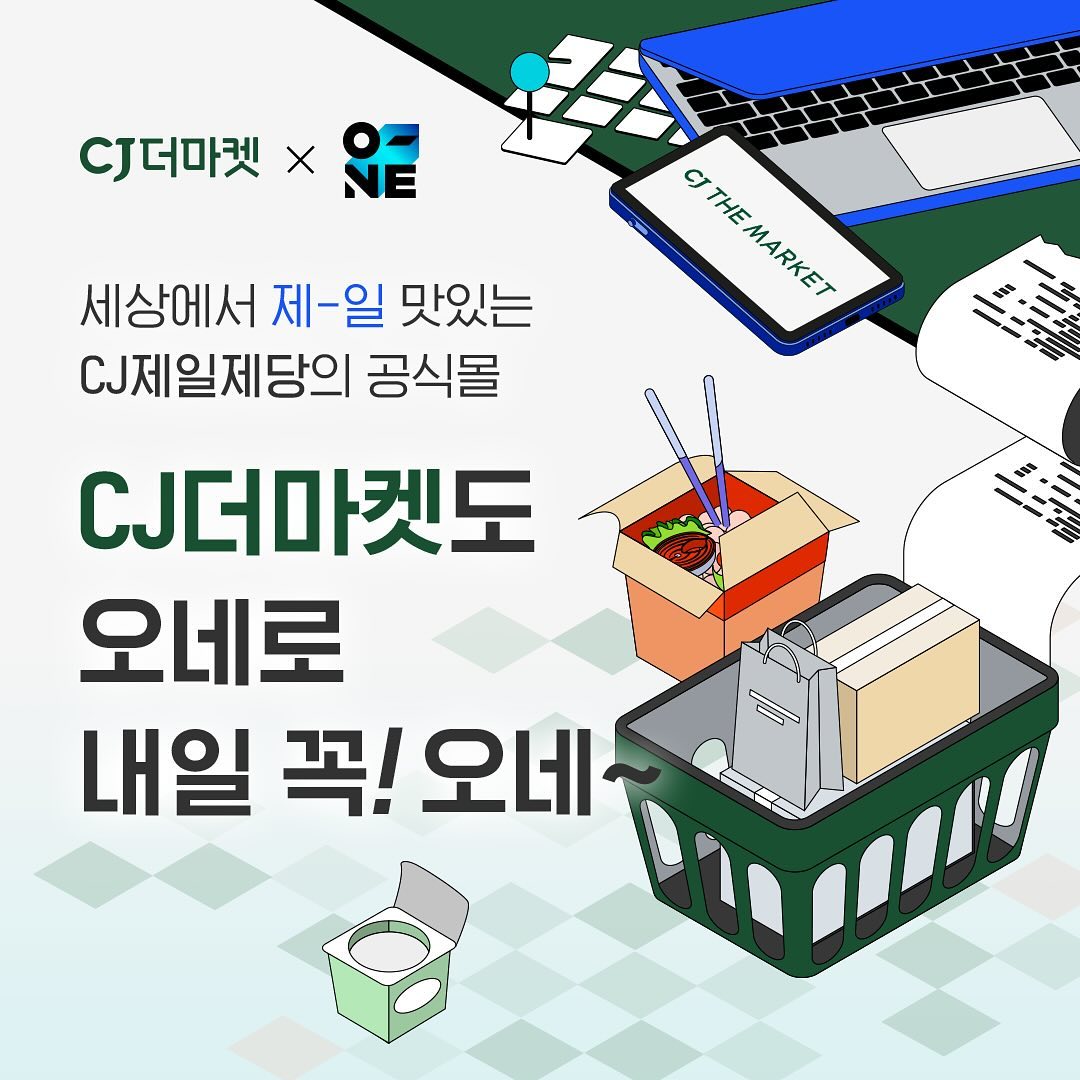 CJ더마켓 × O-NE
CJ THE MARKET
세상에서 제-일 맛있는
CJ제일제당의 공식몰
CJ더마켓도
오네로
내일 꼭! 오네~